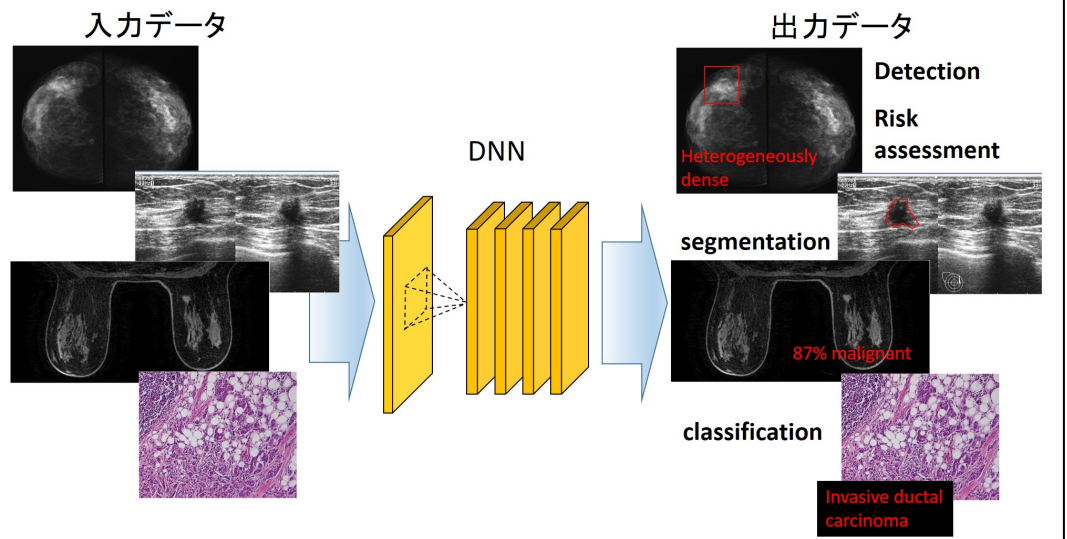 入力データ
出力データ
DNN
Detection
Risk
assessment
Heterogeneously
dense
segmentation
87% malignant
classification
Invasive ductal
carcinoma